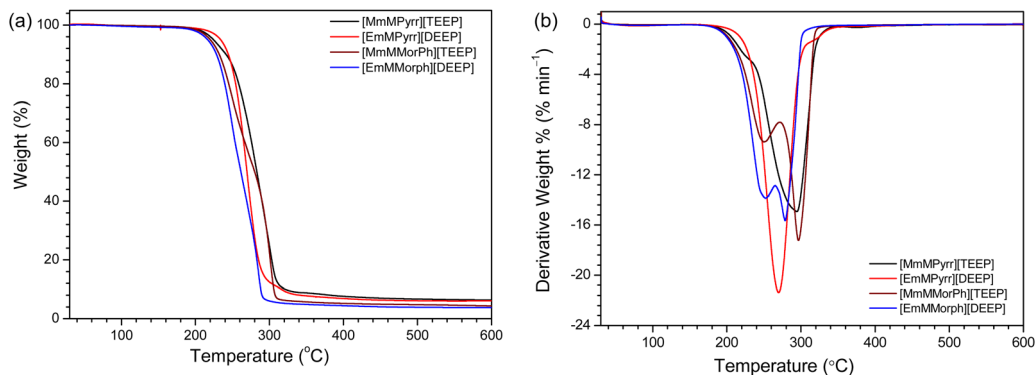 (a)
[MmMPyrr][TEEP]
[EmMPyrr][DEEP]
[MmMMorPh][TEEP]
[EmMMorph][DEEP]
100
80
60
40
20
0
Weight (%)
100 200 300 400 500 600
Temperature (°C)
(b)
0
-4
-8
-12
-16
-20
-24
Derivative Weight % (% min⁻¹)
[MmMPyrr][TEEP]
[EmMPyrr][DEEP]
[MmMMorPh][TEEP]
[EmMMorph][DEEP]
100 200 300 400 500 600
Temperature (°C)